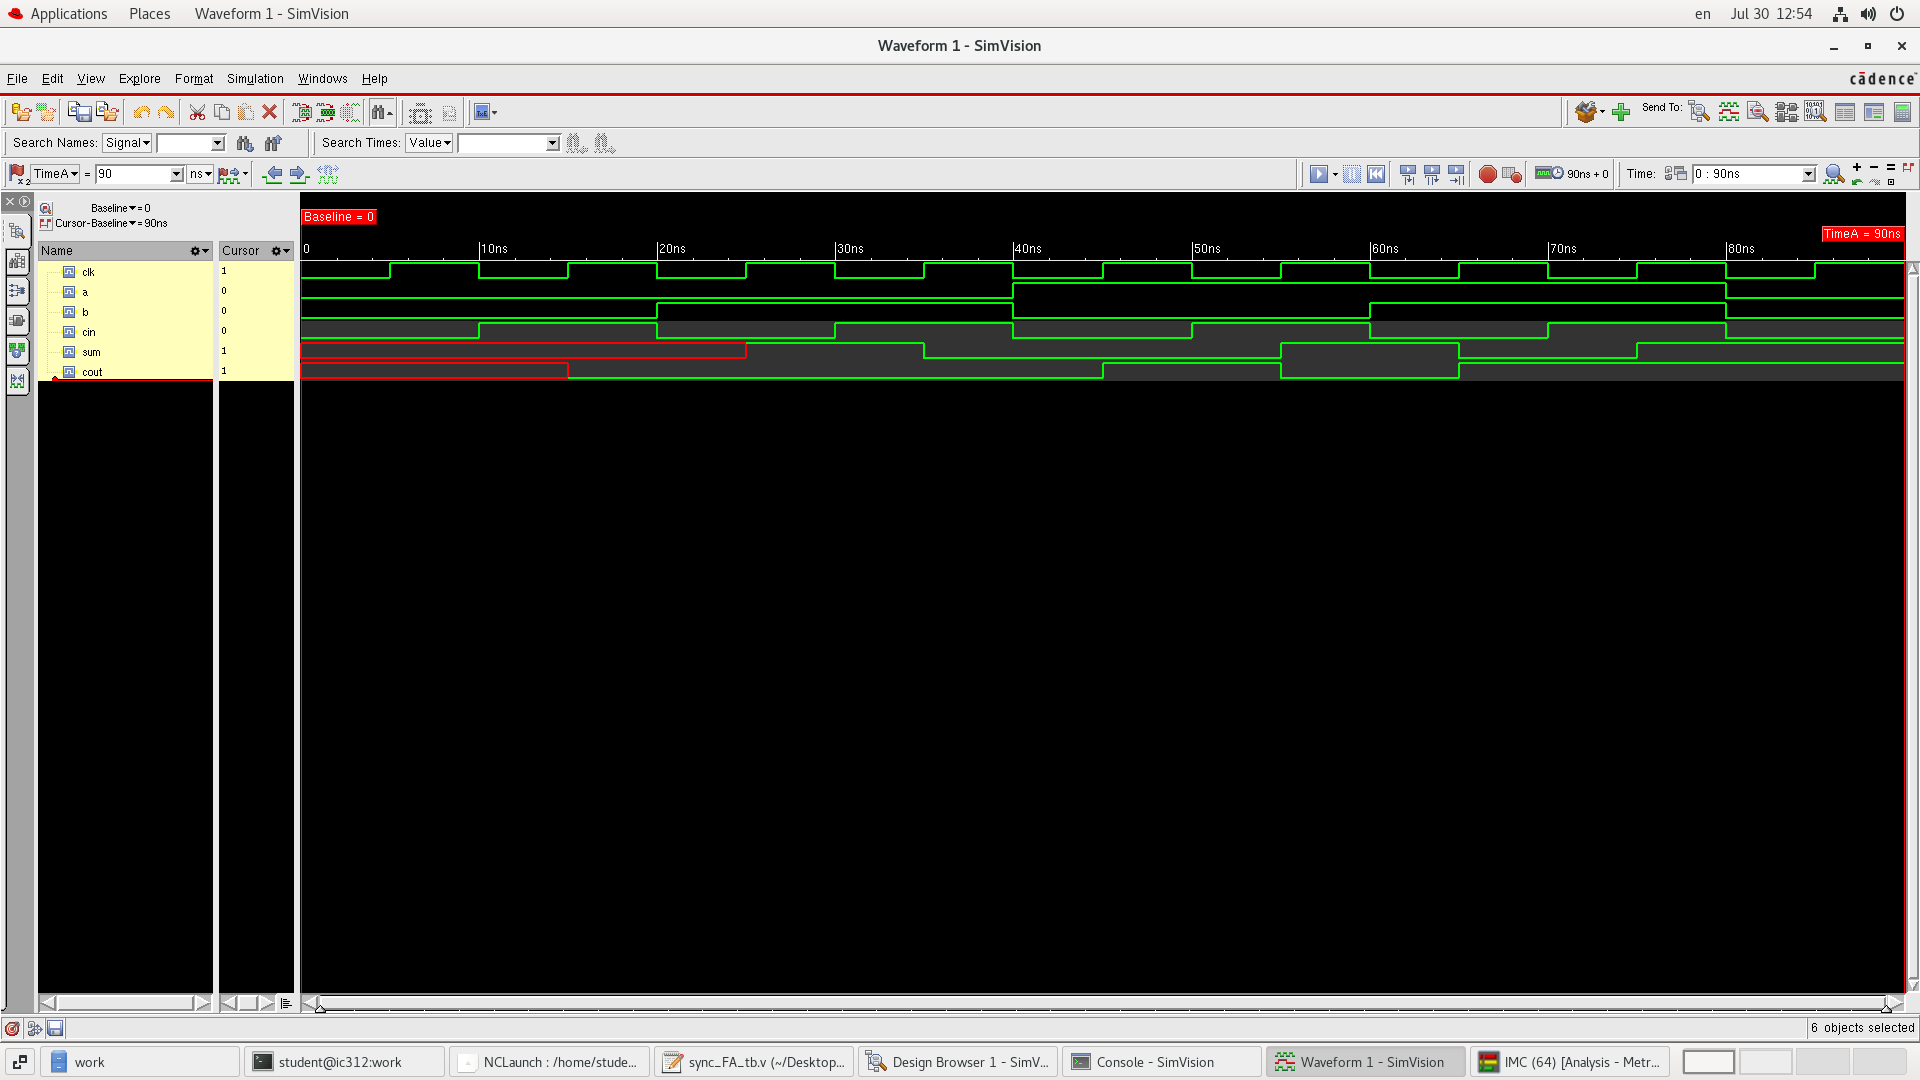 Applications Places Waveform 1 - SimVision en Jul 30 12:54
Waveform 1 - SimVision
File Edit View Explore Format Simulation Windows Help cādence
Send To:
Search Names: Signal Search Times: Value
TimeA = 90 ns 90ns + 0 Time: 0 : 90ns
Baseline = 0
Cursor-Baseline = 90ns
Baseline = 0
TimeA = 90ns
Name Cursor 0 10ns 20ns 30ns 40ns 50ns 60ns 70ns 80ns
clk 1
a 0
b 0
cin 0
sum 1
cout 1
6 objects selected
work student@ic312:work NCLaunch : /home/stude... sync_FA_tb.v (~/Desktop... Design Browser 1 - SimV... Console - SimVision Waveform 1 - SimVision IMC (64) [Analysis - Metr...